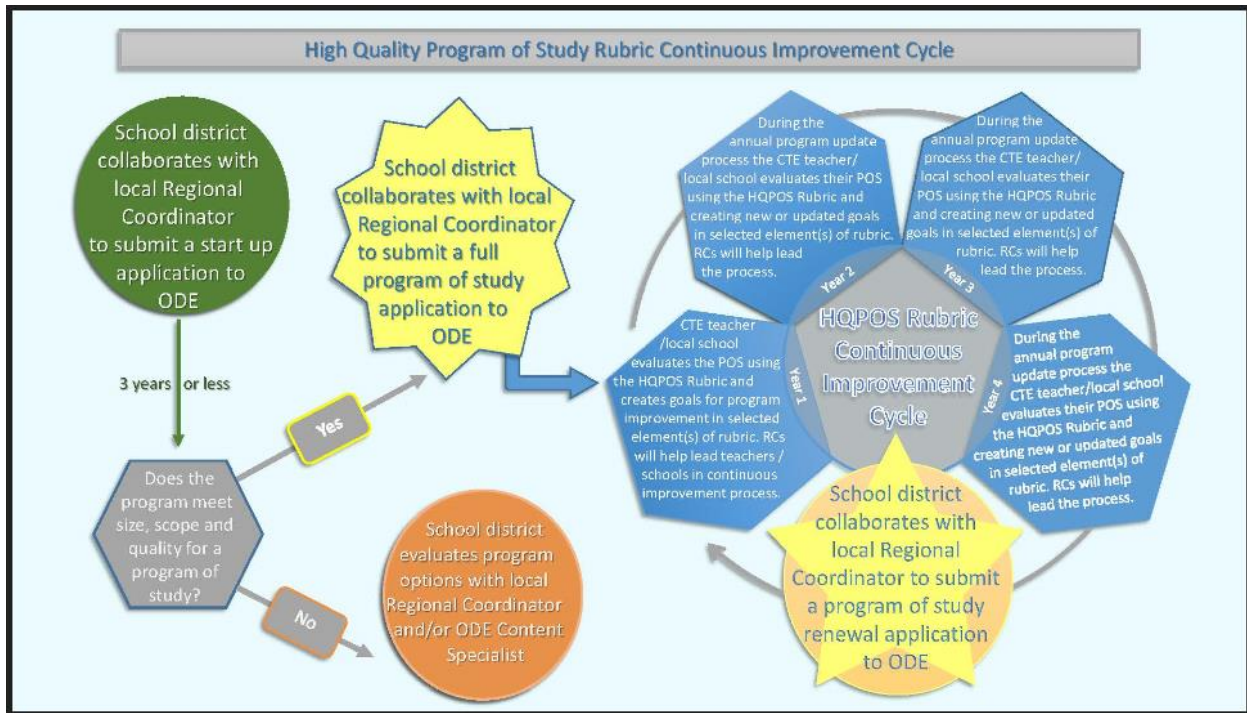 High Quality Program of Study Rubric Continuous Improvement Cycle
School district
collaborates with
local Regional
Coordinator
to submit a start up
application to
ODE
3 years or less
Does the
program meet
size, scope and
quality for a
program of
study?
Yes
No
School district
collaborates with local
Regional Coordinator
to submit a full
program of study
application to
ODE
School district
evaluates program
options with local
Regional Coordinator
and/or ODE Content
Specialist
CTE teacher
/local school
evaluates the POS using
the HQPOS Rubric and
creates goals for program
improvement in selected
element(s) of rubric. RCs
will help lead teachers /
schools in continuous
improvement process.
Year 1
During the
annual program update
process the CTE teacher/
local school evaluates their POS
using the HQPOS Rubric and
creating new or updated goals
in selected element(s) of rubric.
RCs will help lead
the process.
Year 2
During the
annual program update
process the CTE teacher/
local school evaluates their
POS using the HQPOS Rubric
and creating new or updated
goals in selected element(s) of
rubric. RCs will help
lead the process.
Year 3
During the
annual program
update process the
CTE teacher/local school
evaluates their POS using
the HQPOS Rubric and
creating new or updated goals
in selected element(s) of
rubric. RCs will help
lead the process.
Year 4
HQPOS Rubric
Continuous
Improvement
Cycle
School district
collaborates with
local Regional
Coordinator to submit
a program of study
renewal application
to ODE